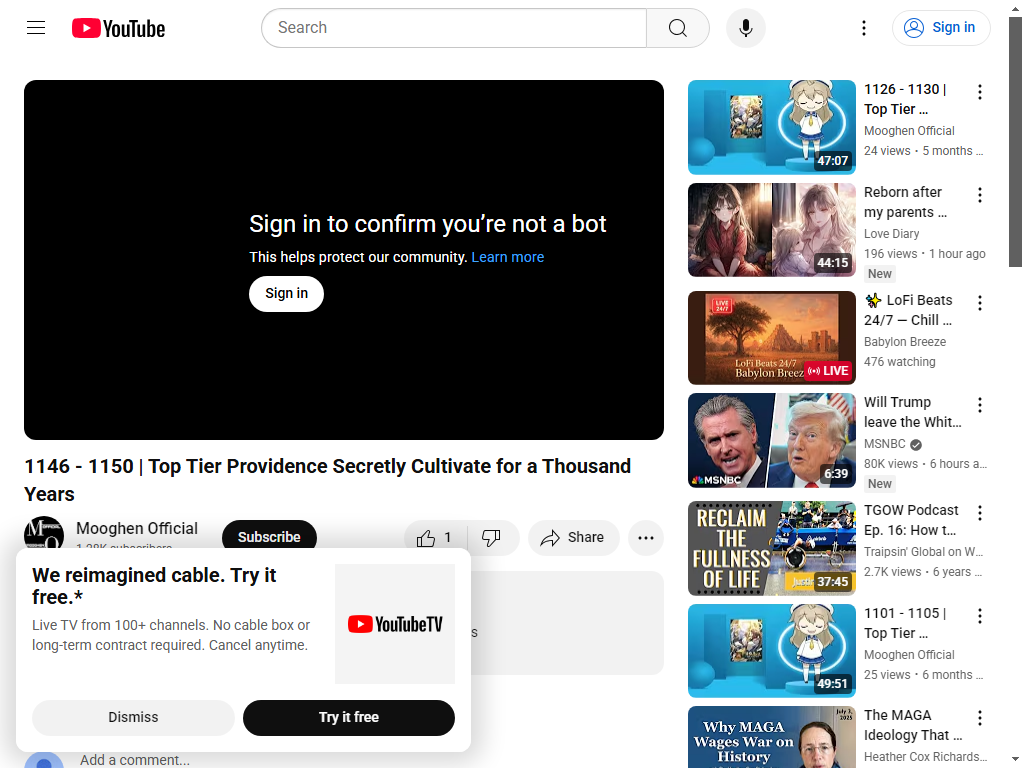 YouTube
Search
Sign in
Sign in to confirm you’re not a bot
This helps protect our community. Learn more
Sign in
1146 - 1150 | Top Tier Providence Secretly Cultivate for a Thousand
Years
Mooghen Official
Subscribe
1
Share
We reimagined cable. Try it
free.*
Live TV from 100+ channels. No cable box or
long-term contract required. Cancel anytime.
YouTubeTV
Dismiss
Try it free
Add a comment...
47:07
1126 - 1130 |
Top Tier ...
Mooghen Official
24 views • 5 months ...
44:15
Reborn after
my parents ...
Love Diary
196 views • 1 hour ago
New
LIVE
24/7
LoFi Beats 24/7
Babylon Breez
LIVE
✨ LoFi Beats
24/7 — Chill ...
Babylon Breeze
476 watching
MSNBC
6:39
Will Trump
leave the Whit...
MSNBC
80K views • 6 hours a...
New
RECLAIM
THE
FULLNESS
OF LIFE
Justin
37:45
TGOW Podcast
Ep. 16: How t...
Traipsin' Global on W...
2.7K views • 6 years ...
49:51
1101 - 1105 |
Top Tier ...
Mooghen Official
25 views • 6 months ...
July 3,
2025
Why MAGA
Wages War on
History
The MAGA
Ideology That ...
Heather Cox Richards...